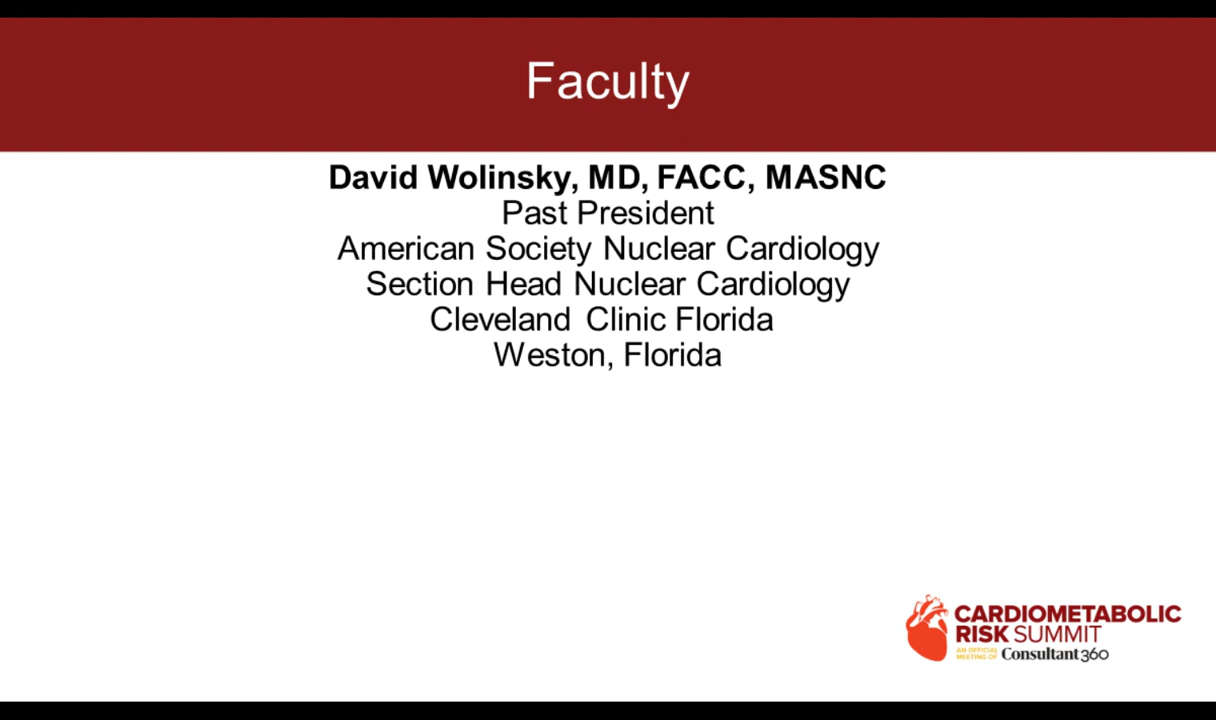 Faculty
David Wolinsky, MD, FACC, MASNC
Past President
American Society Nuclear Cardiology
Section Head Nuclear Cardiology
Cleveland Clinic Florida
Weston, Florida
CARDIOMETABOLIC
RISK SUMMIT
AN OFFICIAL
MEETING OF Consultant360